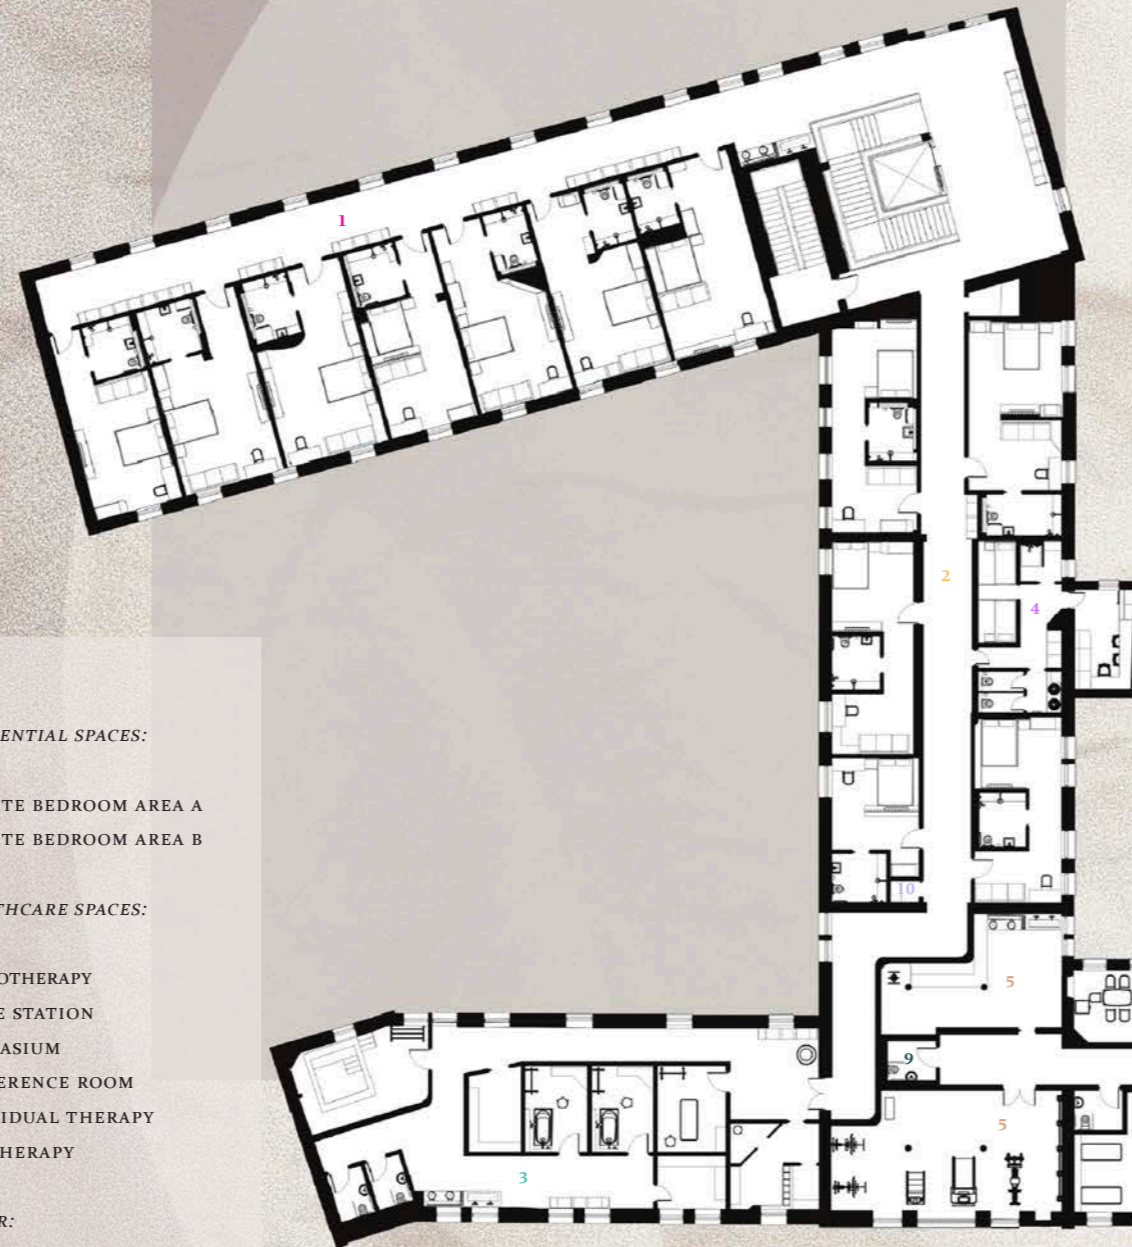 1
2
4
10
5
9
5
3
ENTIAL SPACES:
TE BEDROOM AREA A
TE BEDROOM AREA B
THCARE SPACES:
OTHERAPY
E STATION
ASIUM
ERENCE ROOM
IDUAL THERAPY
HERAPY
R: